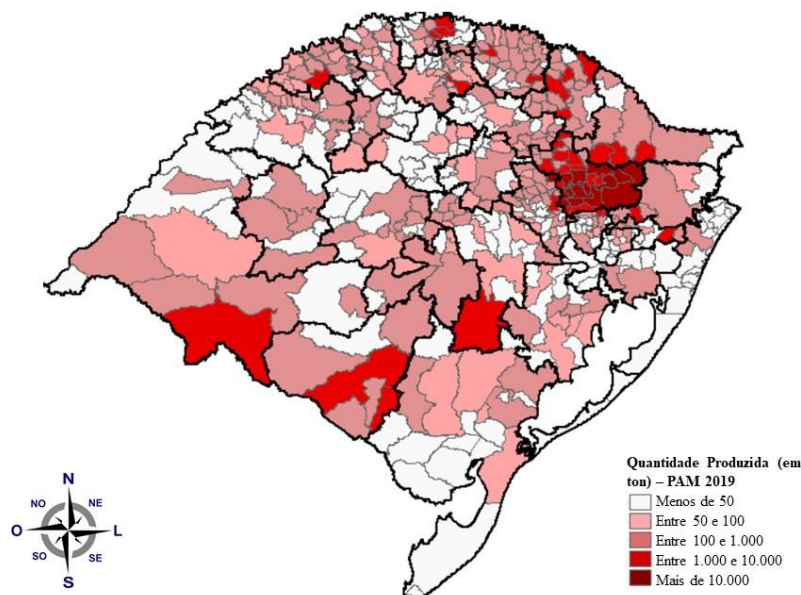 N
NO
NE
O
L
SO
SE
S
Quantidade Produzida (em
ton) – PAM 2019
Menos de 50
Entre 50 e 100
Entre 100 e 1.000
Entre 1.000 e 10.000
Mais de 10.000